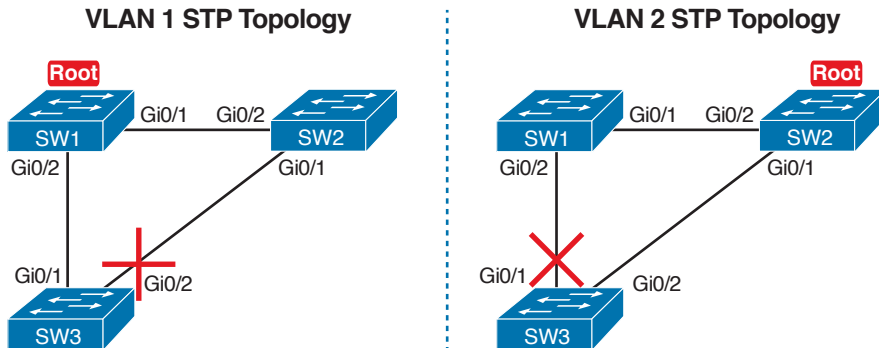 VLAN 1 STP Topology
Root
Gi0/1
Gi0/2
SW1
SW2
Gi0/2
Gi0/1
Gi0/1
Gi0/2
SW3
VLAN 2 STP Topology
Root
Gi0/1
Gi0/2
SW1
SW2
Gi0/2
Gi0/1
Gi0/1
Gi0/2
SW3